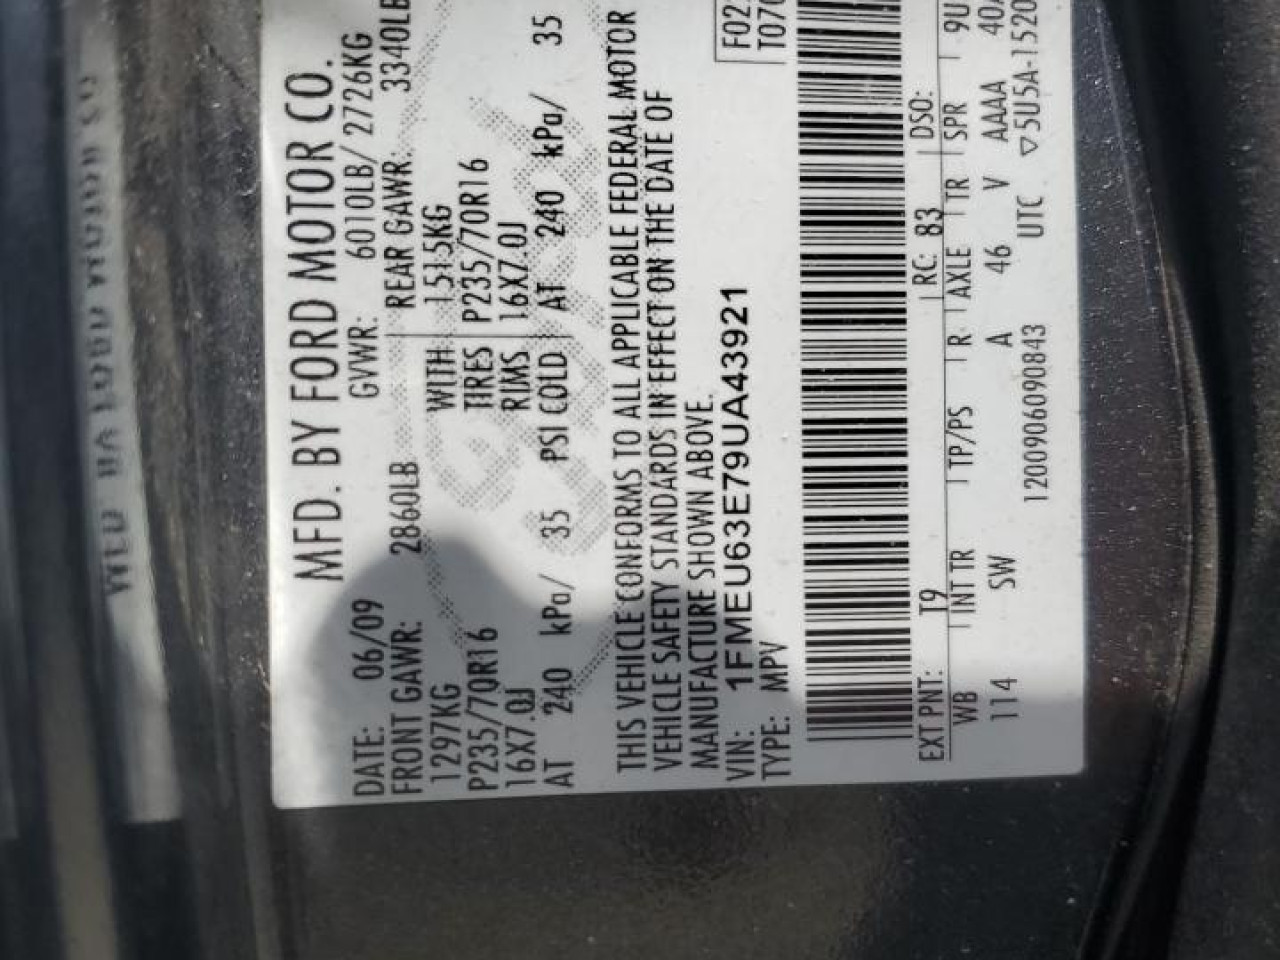 MFD. BY FORD MOTOR CO.
DATE: 06/09 GVWR: 6010LB/ 2726KG
FRONT GAWR: 2860LB REAR GAWR: 3340LB
1297KG WITH 1515KG
P235/70R16 TIRES P235/70R16
16X7.0J RIMS 16X7.0J
AT 240 kPa/ 35 PSI COLD AT 240 kPa/ 35
THIS VEHICLE CONFORMS TO ALL APPLICABLE FEDERAL MOTOR
VEHICLE SAFETY STANDARDS IN EFFECT ON THE DATE OF
MANUFACTURE SHOWN ABOVE.
VIN: 1FMEU63E79UA43921
TYPE: MPV
EXT PNT: T9 RC: 83 DSO:
WB INT TR TP/PS R AXLE TR SPR 9U
114 SW A 46 V AAAA 40A
1200906090843 UTC ▽5U5A-1520